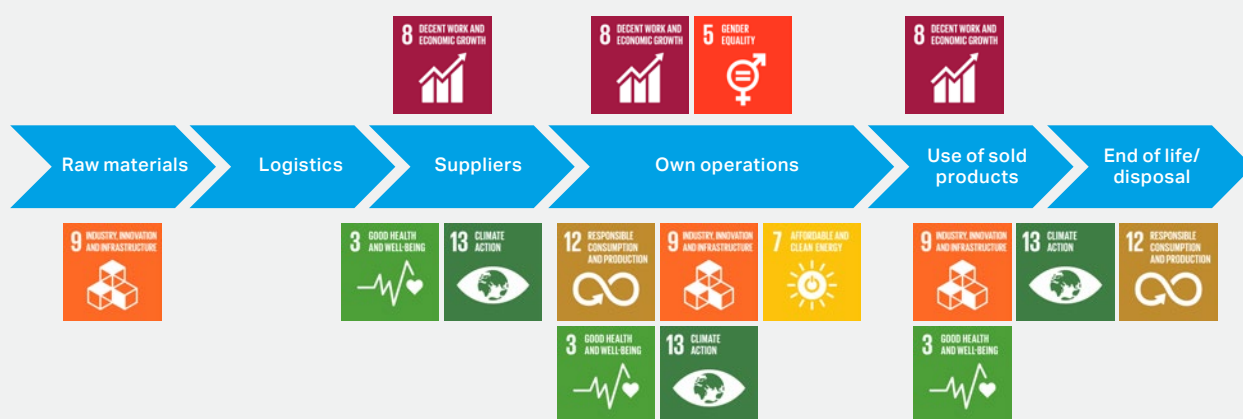 8 DECENT WORK AND
ECONOMIC GROWTH
8 DECENT WORK AND
ECONOMIC GROWTH
5 GENDER
EQUALITY
8 DECENT WORK AND
ECONOMIC GROWTH
Raw materials
Logistics
Suppliers
Own operations
Use of sold
products
End of life/
disposal
9 INDUSTRY, INNOVATION
AND INFRASTRUCTURE
3 GOOD HEALTH
AND WELL-BEING
13 CLIMATE
ACTION
12 RESPONSIBLE
CONSUMPTION
AND PRODUCTION
9 INDUSTRY, INNOVATION
AND INFRASTRUCTURE
7 AFFORDABLE AND
CLEAN ENERGY
9 INDUSTRY, INNOVATION
AND INFRASTRUCTURE
13 CLIMATE
ACTION
12 RESPONSIBLE
CONSUMPTION
AND PRODUCTION
3 GOOD HEALTH
AND WELL-BEING
13 CLIMATE
ACTION
3 GOOD HEALTH
AND WELL-BEING